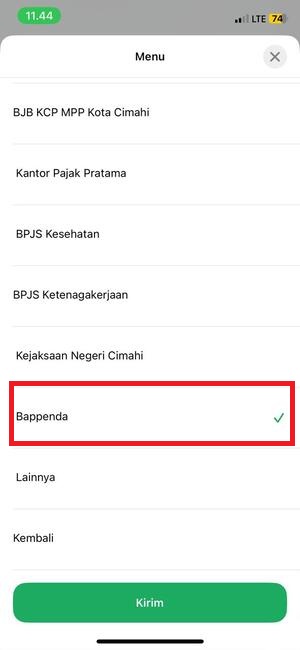 11.44
LTE 74
Menu
BJB KCP MPP Kota Cimahi
Kantor Pajak Pratama
BPJS Kesehatan
BPJS Ketenagakerjaan
Kejaksaan Negeri Cimahi
Bappenda
Lainnya
Kembali
Kirim